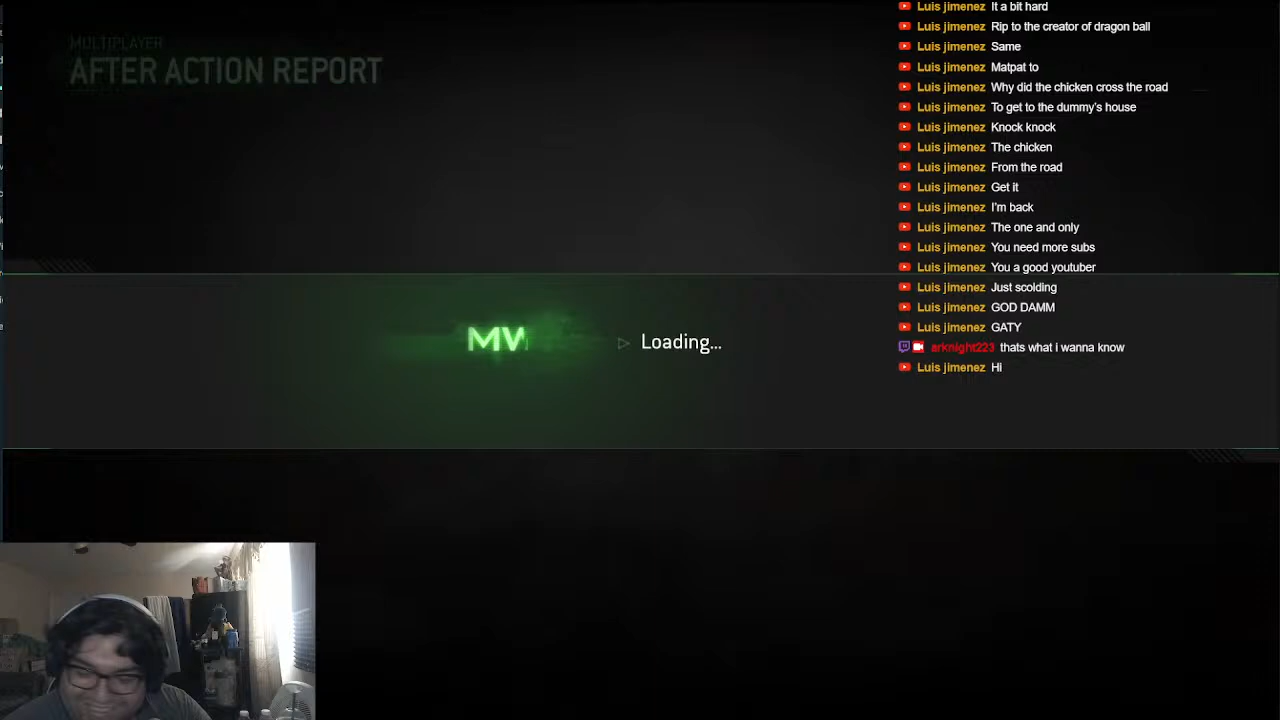 MULTIPLAYER
AFTER ACTION REPORT
MW
Loading...
Luis jimenez It a bit hard
Luis jimenez Rip to the creator of dragon ball
Luis jimenez Same
Luis jimenez Matpat to
Luis jimenez Why did the chicken cross the road
Luis jimenez To get to the dummy's house
Luis jimenez Knock knock
Luis jimenez The chicken
Luis jimenez From the road
Luis jimenez Get it
Luis jimenez I'm back
Luis jimenez The one and only
Luis jimenez You need more subs
Luis jimenez You a good youtuber
Luis jimenez Just scolding
Luis jimenez GOD DAMM
Luis jimenez GATY
arknight223 thats what i wanna know
Luis jimenez Hi